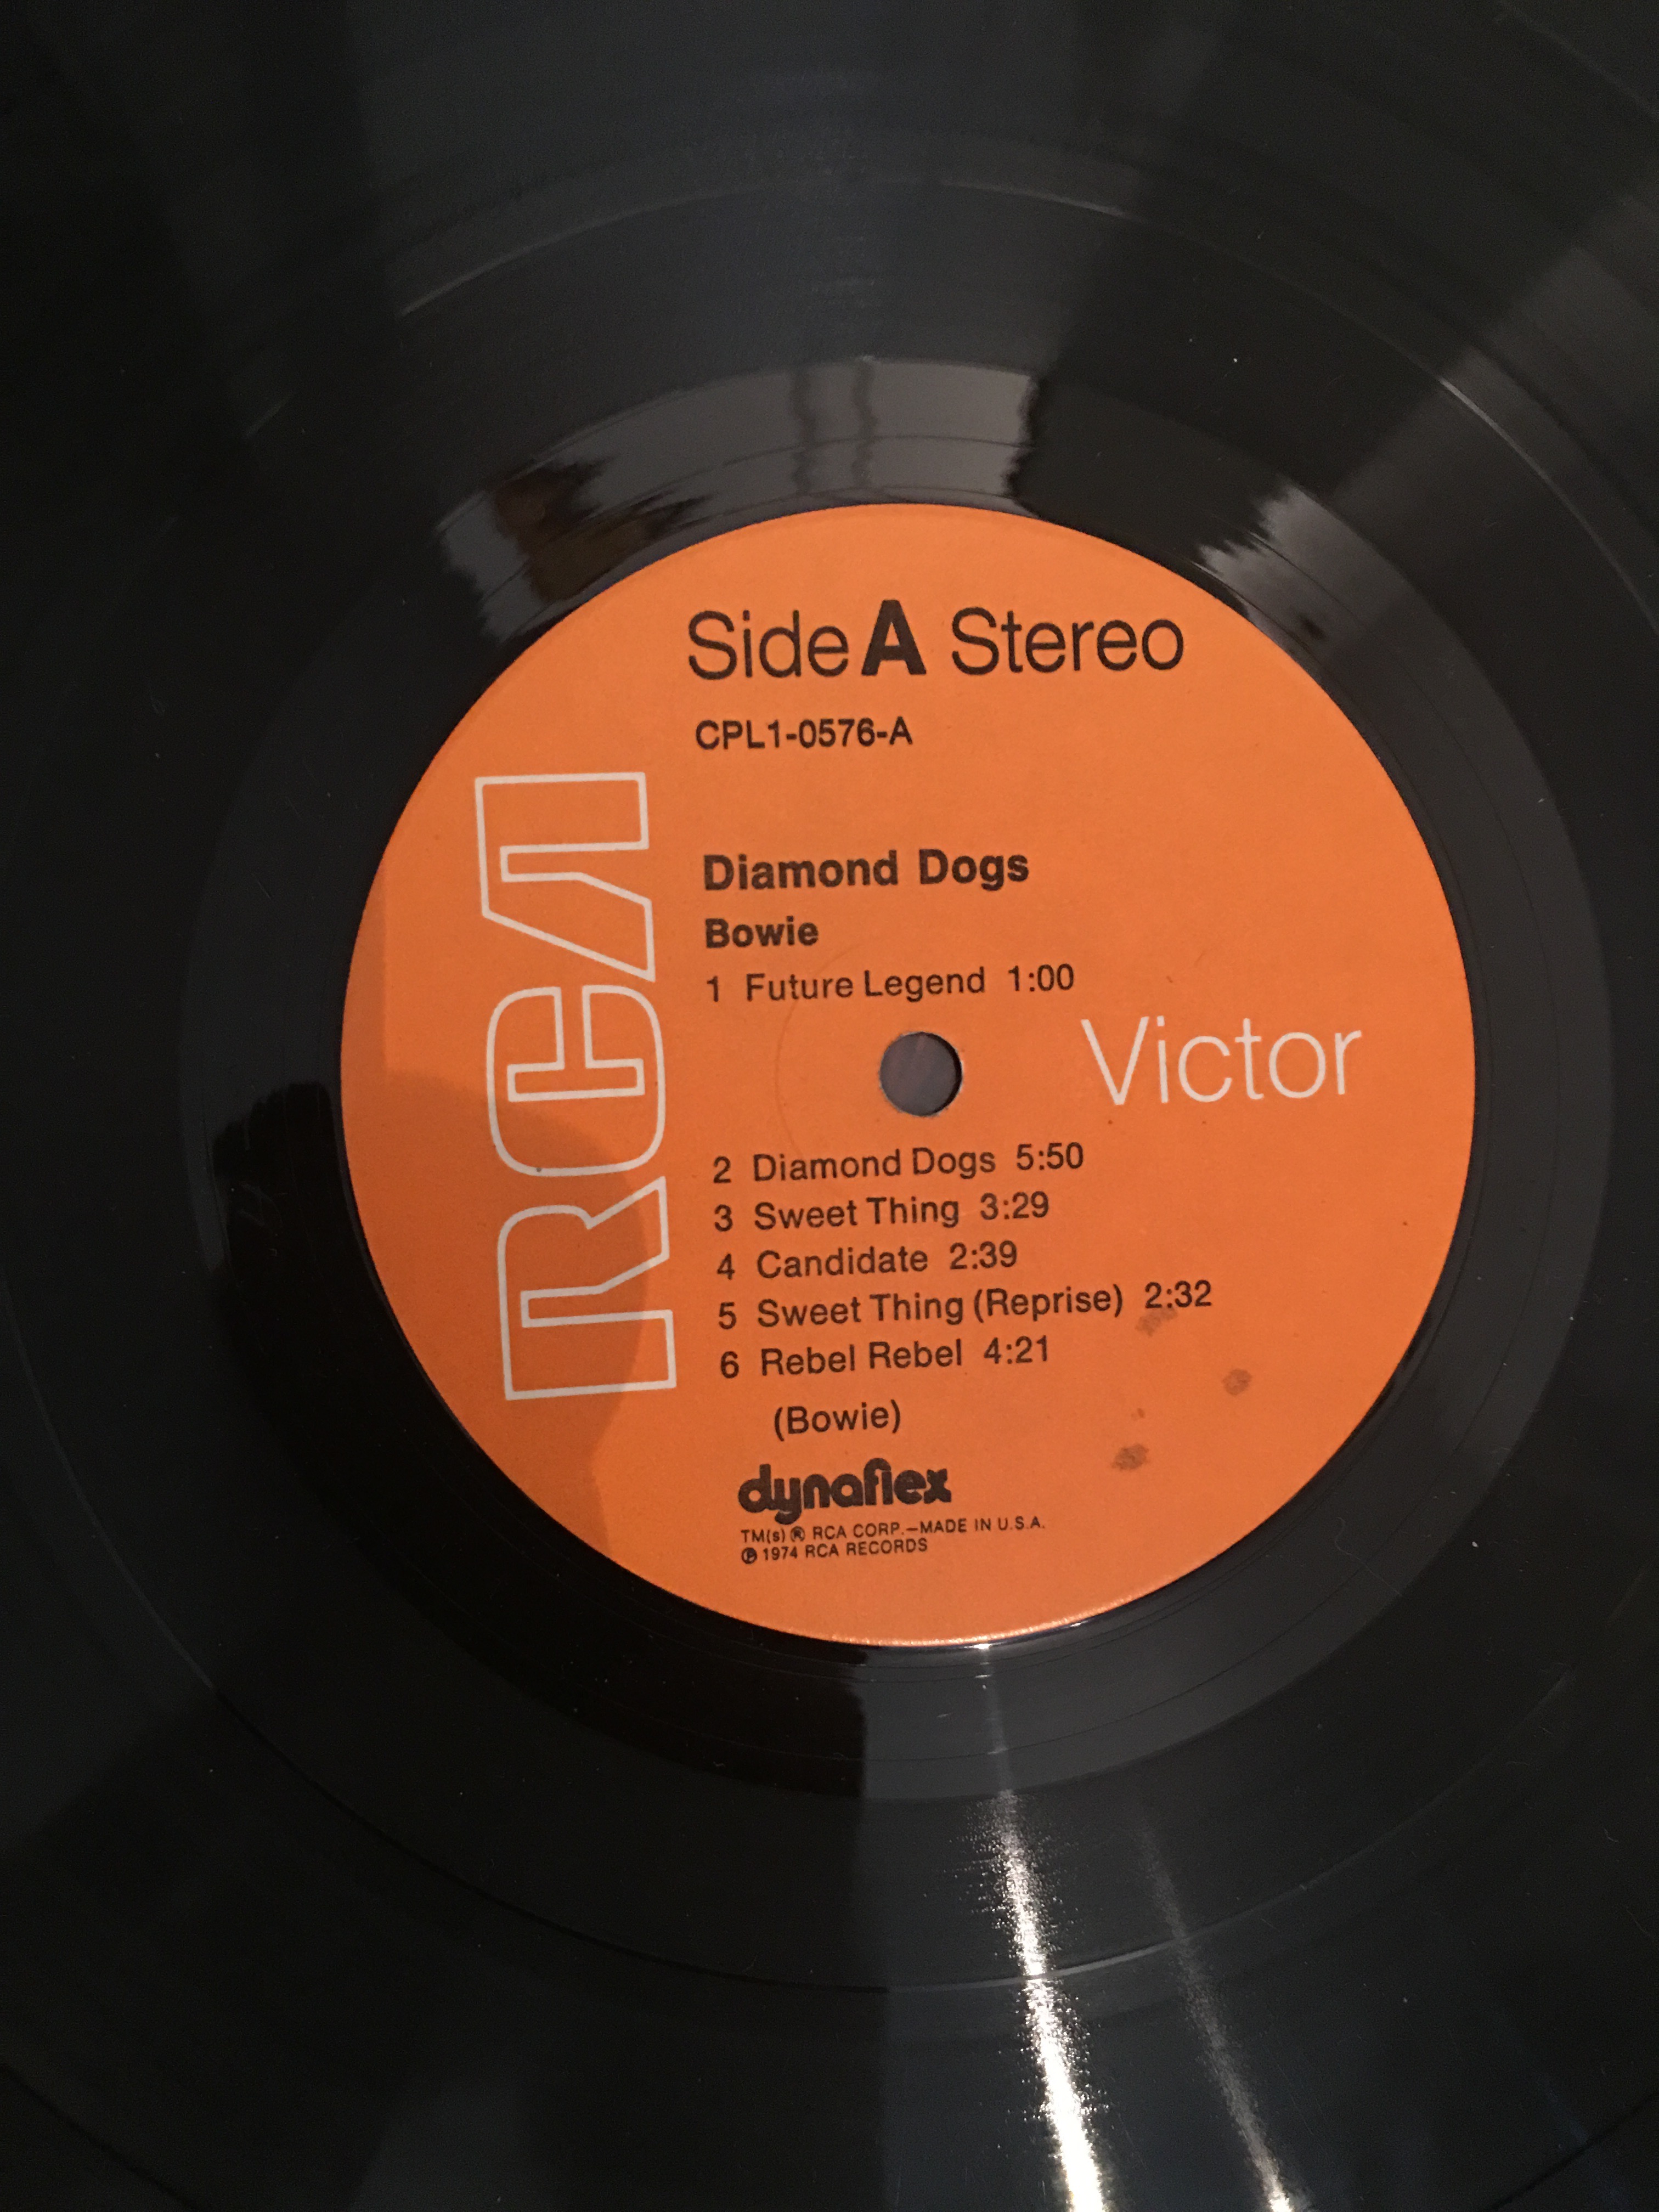 Side A Stereo
CPL1-0576-A
RCA
Diamond Dogs
Bowie
1 Future Legend 1:00
Victor
2 Diamond Dogs 5:50
3 Sweet Thing 3:29
4 Candidate 2:39
5 Sweet Thing (Reprise) 2:32
6 Rebel Rebel 4:21
(Bowie)
dynaflex
TM(s) ® RCA CORP.—MADE IN U.S.A.
℗ 1974 RCA RECORDS